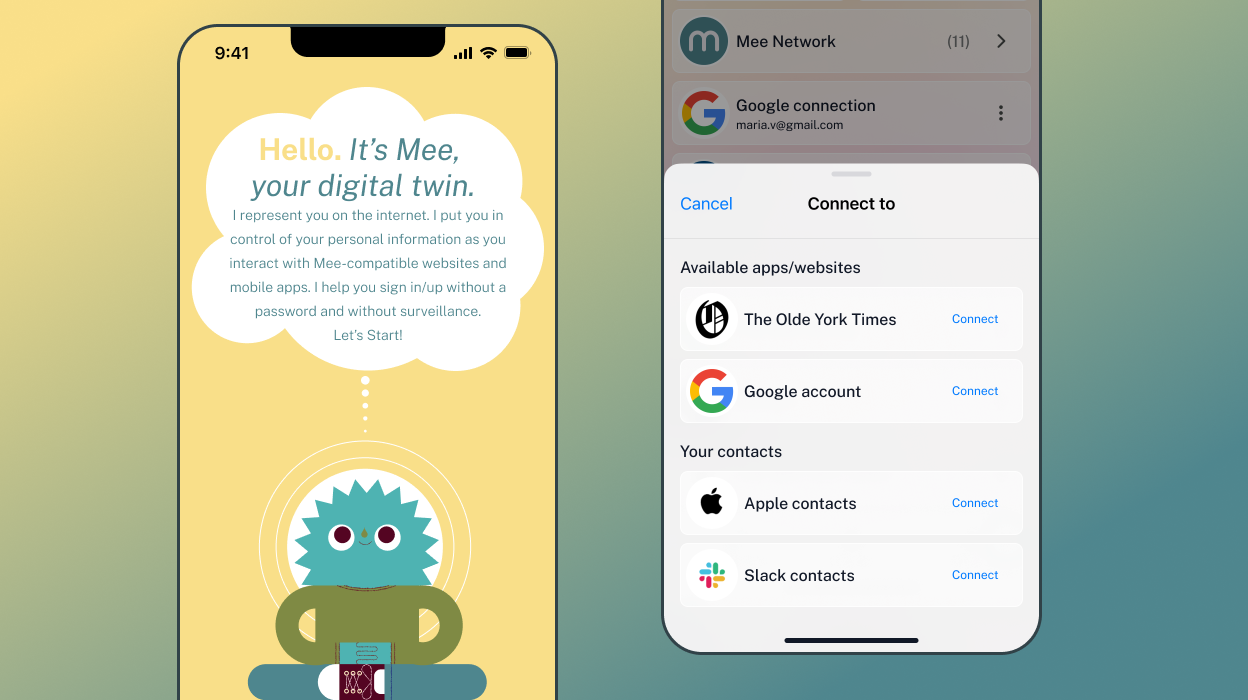 9:41
Hello. It’s Mee,
your digital twin.
I represent you on the internet. I put you in
control of your personal information as you
interact with Mee-compatible websites and
mobile apps. I help you sign in/up without a
password and without surveillance.
Let’s Start!
Mee Network (11)
Google connection
maria.v@gmail.com
Cancel Connect to
Available apps/websites
The Olde York Times Connect
Google account Connect
Your contacts
Apple contacts Connect
Slack contacts Connect